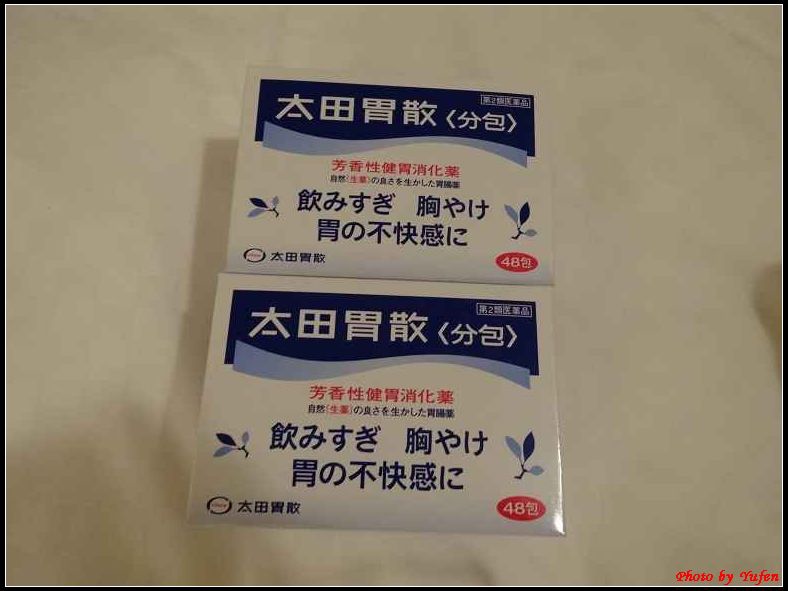 第2類医薬品
太田胃散〈分包〉
芳香性健胃消化薬
自然〈生薬〉の良さを生かした胃腸薬
飲みすぎ 胸やけ
胃の不快感に
太田胃散
48包
第2類医薬品
太田胃散〈分包〉
芳香性健胃消化薬
自然〈生薬〉の良さを生かした胃腸薬
飲みすぎ 胸やけ
胃の不快感に
太田胃散
48包
Photo by Yufen